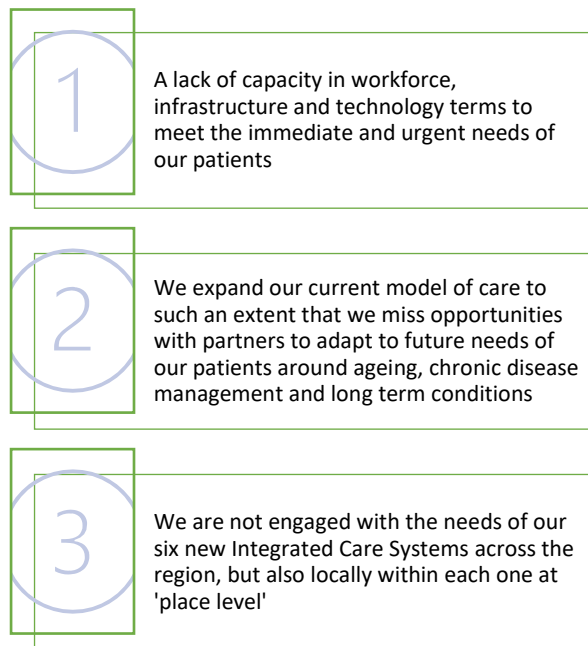 1
A lack of capacity in workforce,
infrastructure and technology terms to
meet the immediate and urgent needs of
our patients
2
We expand our current model of care to
such an extent that we miss opportunities
with partners to adapt to future needs of
our patients around ageing, chronic disease
management and long term conditions
3
We are not engaged with the needs of our
six new Integrated Care Systems across the
region, but also locally within each one at
'place level'